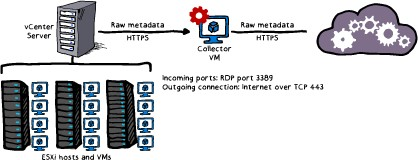 vCenter
Server
Raw metadata
HTTPS
Collector
VM
Raw metadata
HTTPS
Incoming ports: RDP port 3389
Outgoing connection: Internet over TCP 443
ESXi hosts and VMs